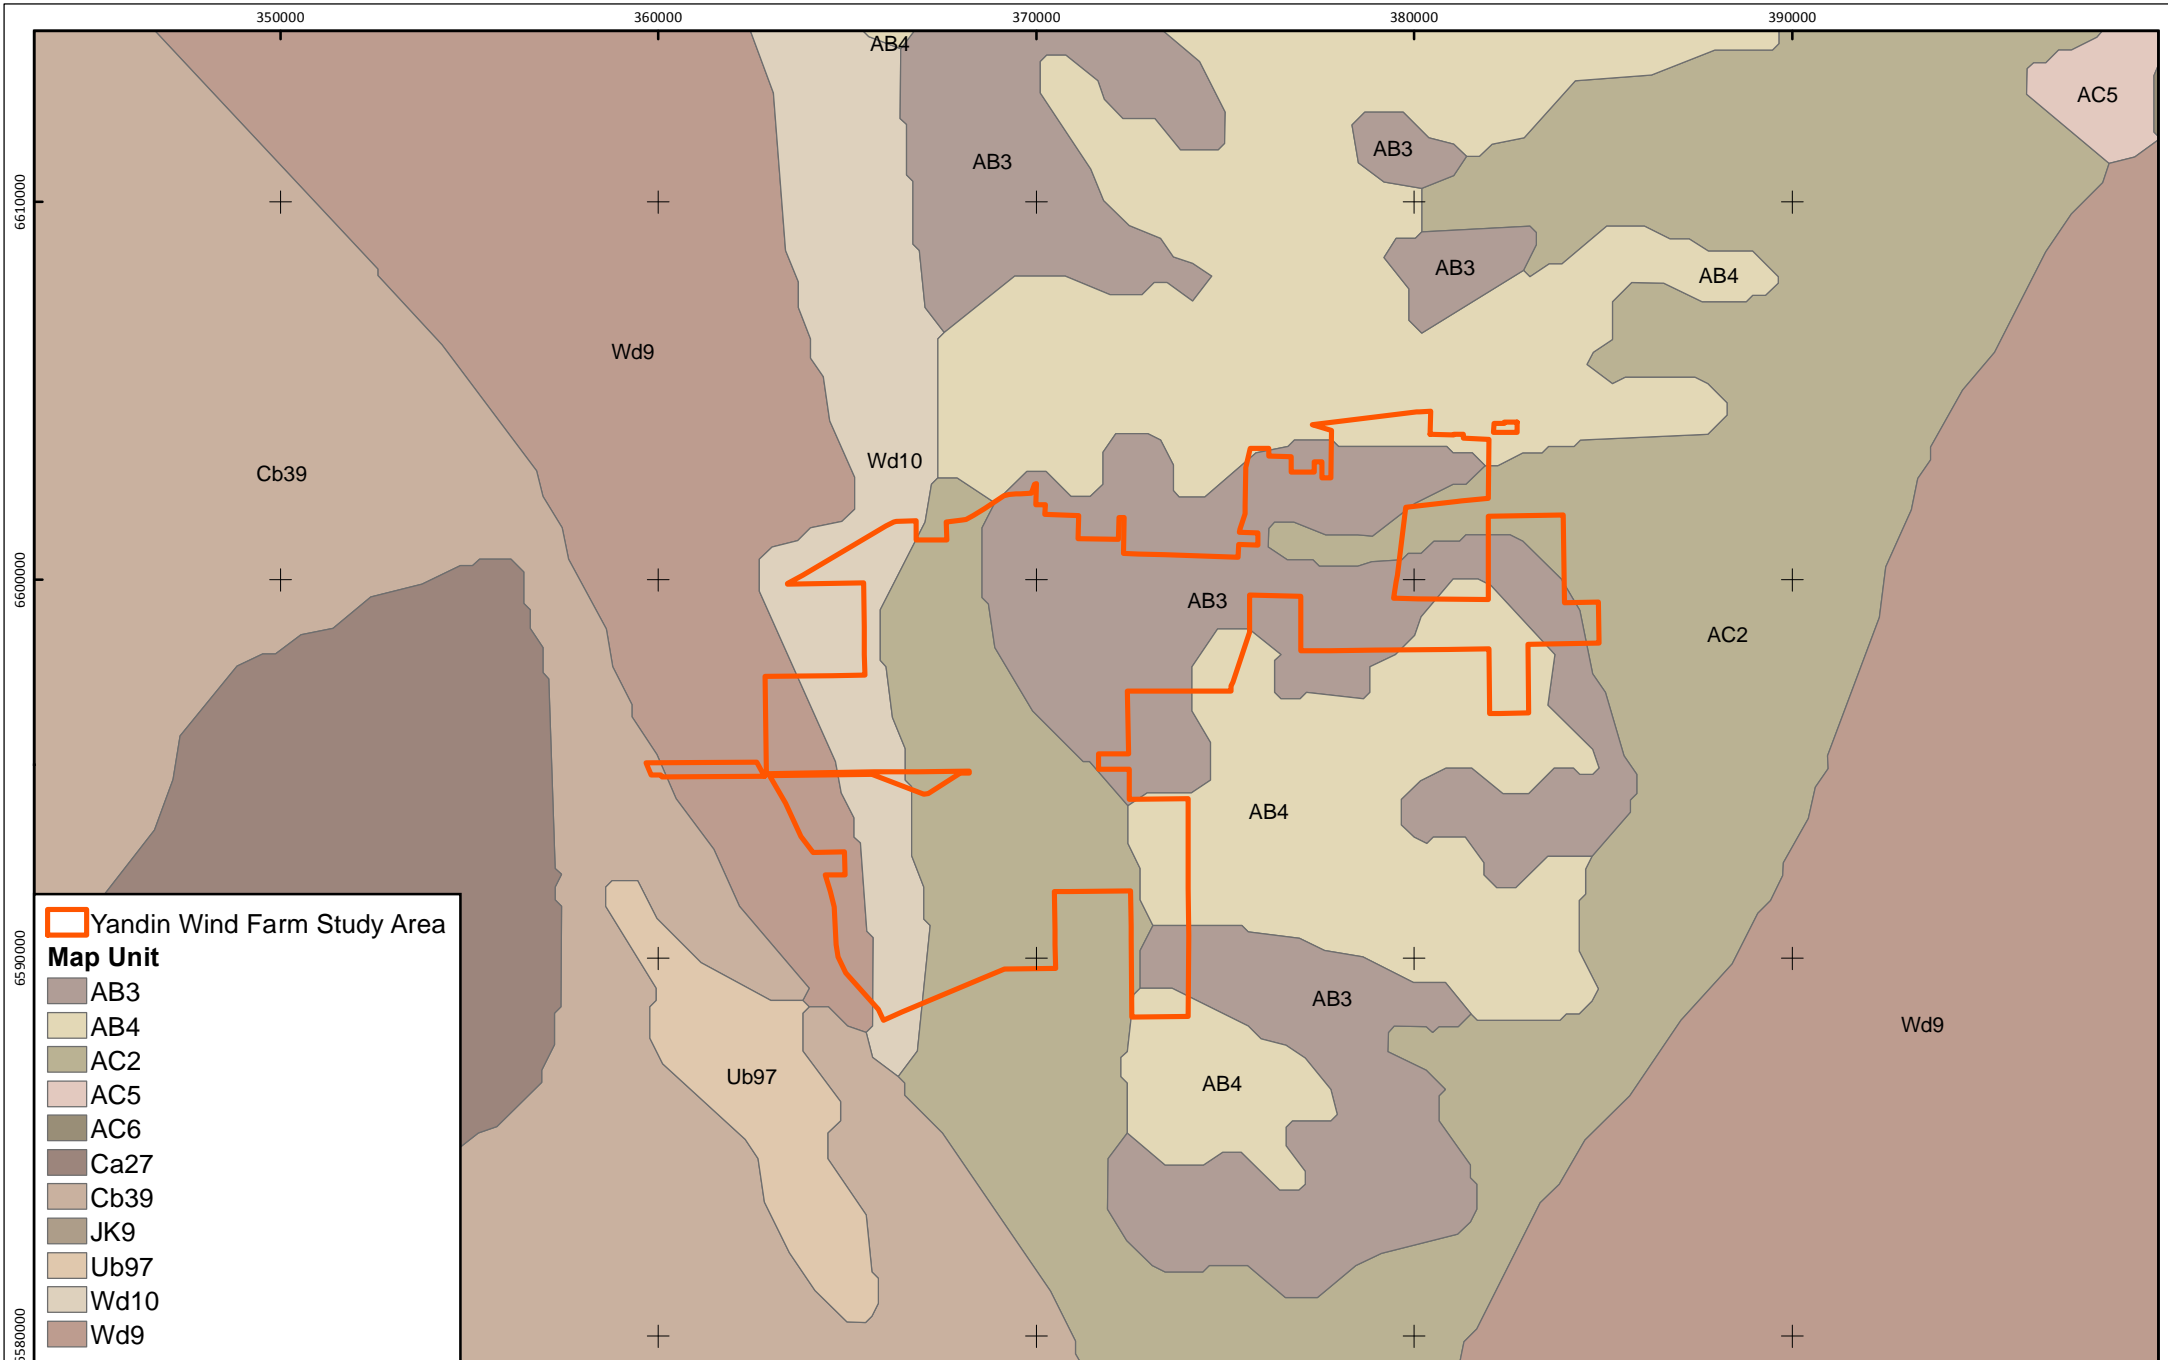 350000 360000 370000 380000 390000
AB4
AC5
AB3
AB3
6610000
AB3
AB4
Wd9
Wd10
Cb39
6600000
AB3
AC2
AB4
6590000
AB3
Wd9
Ub97
AB4
6580000
Yandin Wind Farm Study Area
Map Unit
AB3
AB4
AC2
AC5
AC6
Ca27
Cb39
JK9
Ub97
Wd10
Wd9